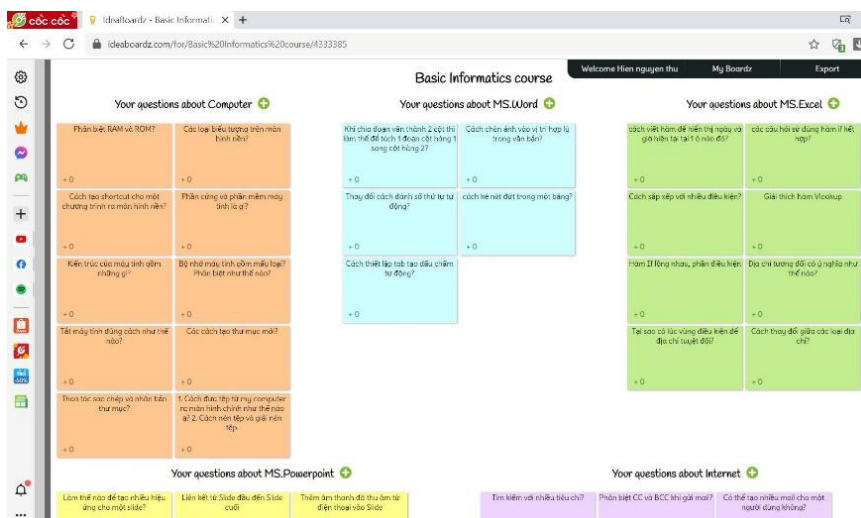 cốc cốc
IdeaBoardz - Basic Informati
ideaboardz.com/for/Basic%20Informatics%20course/4333385
Welcome Hien nguyen thu
My Boardz
Export
Basic Informatics course
Your questions about Computer
Phân biệt RAM và ROM?
+ 0
Các loại biểu tượng trên màn
hình nền?
+ 0
Cách tạo shortcut cho một
chương trình ra màn hình nền?
+ 0
Phần cứng và phần mềm máy
tính là gì?
+ 0
Kiến trúc của máy tính gồm
những gì?
+ 0
Bộ nhớ máy tính gồm mấy loại?
Phân biệt như thế nào?
+ 0
Tắt máy tính đúng cách như thế
nào?
+ 0
Các cách tạo thư mục mới?
+ 0
Thao tác sao chép và nhân bản
thư mục?
+ 0
1. Cách đưa tệp từ my computer
ra màn hình chính như thế nào
ạ? 2. Cách nén tệp và giải nén
tệp
+ 0
Your questions about MS.Word
Khi chia đoạn văn thành 2 cột thì
làm thế để tách 1 đoạn cột hàng 1
sang cột hàng 2?
+ 0
Cách chèn ảnh vào vị trí hợp lý
trong văn bản?
+ 0
Thay đổi cách đánh số thứ tự tự
động?
+ 0
cách kẻ nét đứt trong một bảng?
+ 0
Cách thiết lập tab tạo dấu chấm
tự động?
+ 0
Your questions about MS.Excel
cách viết hàm để hiển thị ngày và
giờ hiện tại tại 1 ô nào đó?
+ 0
các câu hỏi sử dùng hàm if kết
hợp?
+ 0
Cách sắp xếp với nhiều điều kiện?
+ 0
Giải thích hàm Vlookup
+ 0
Hàm If lồng nhau, phần điều kiện
+ 0
Địa chỉ tương đối có ý nghĩa như
thế nào?
+ 0
Tại sao có lúc vùng điều kiện để
địa chỉ tuyệt đối?
+ 0
Cách thay đổi giữa các loại địa
chỉ?
+ 0
Your questions about MS.Powerpoint
Làm thế nào để tạo nhiều hiệu
ứng cho một slide?
Liên kết từ Slide đầu đến Slide
cuối
Thêm âm thanh đã thu âm từ
điện thoại vào Slide
Your questions about Internet
Tìm kiếm với nhiều tiêu chí?
Phân biệt CC và BCC khi gửi mail?
Có thể tạo nhiều mail cho một
người dùng không?